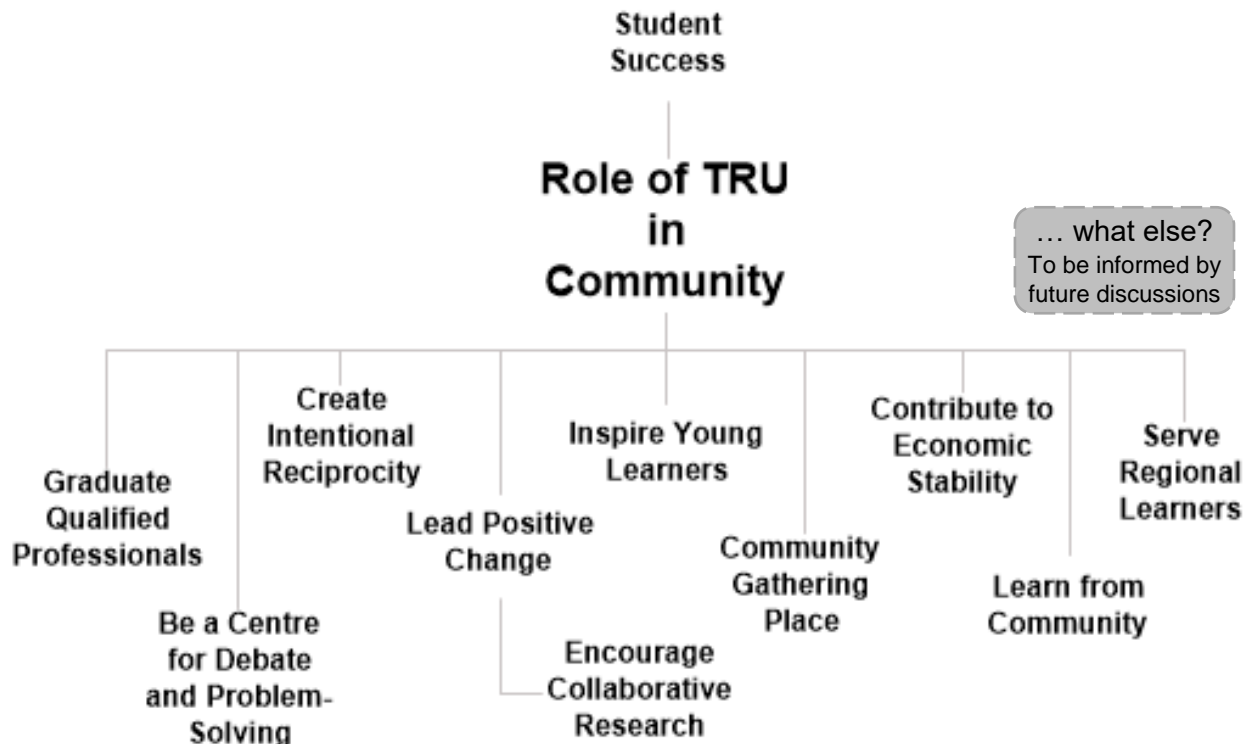 Student
Success
Role of TRU
in
Community
… what else?
To be informed by
future discussions
Graduate
Qualified
Professionals
Be a Centre
for Debate
and Problem-
Solving
Create
Intentional
Reciprocity
Lead Positive
Change
Encourage
Collaborative
Research
Inspire Young
Learners
Community
Gathering
Place
Contribute to
Economic
Stability
Learn from
Community
Serve
Regional
Learners